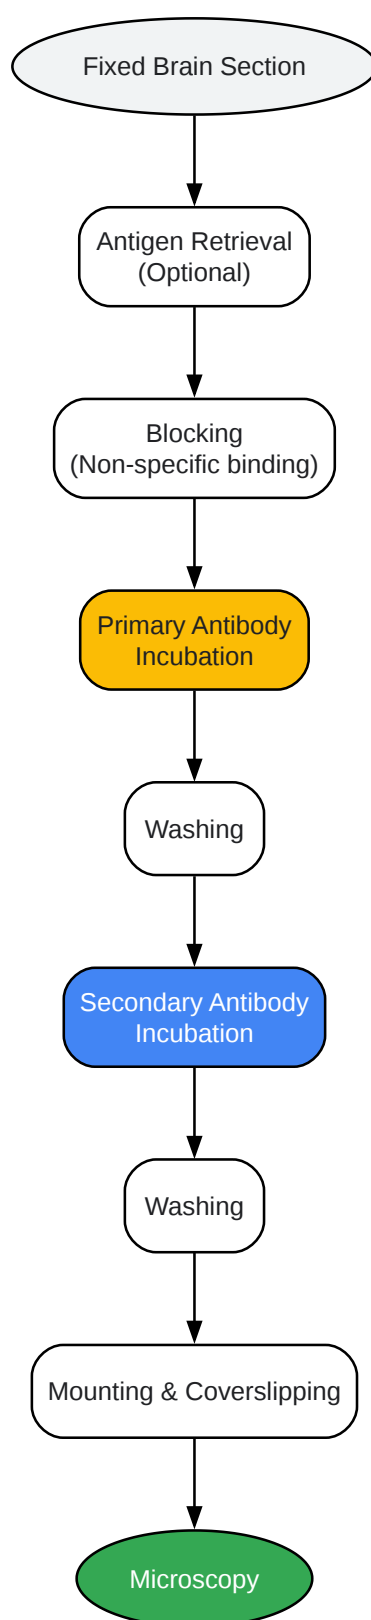 Fixed Brain Section
Antigen Retrieval
(Optional)
Blocking
(Non-specific binding)
Primary Antibody
Incubation
Washing
Secondary Antibody
Incubation
Washing
Mounting & Coverslipping
Microscopy